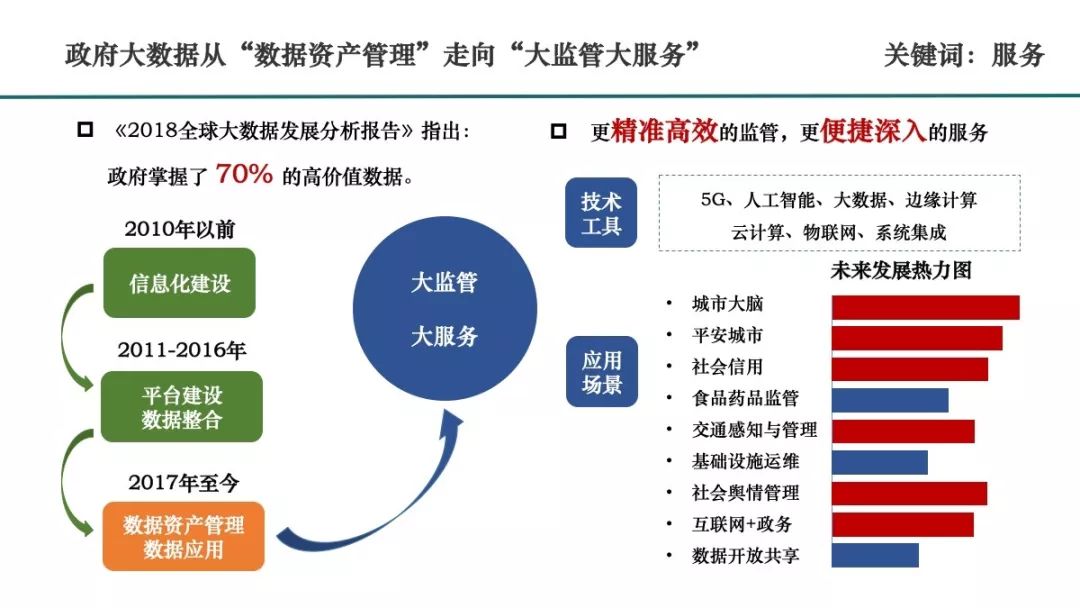 政府大数据从“数据资产管理”走向“大监管大服务”
关键词：服务
《2018全球大数据发展分析报告》指出：
政府掌握了 70% 的高价值数据。
2010年以前
信息化建设
2011-2016年
平台建设
数据整合
2017年至今
数据资产管理
数据应用
大监管
大服务
更精准高效的监管，更便捷深入的服务
技术
工具
5G、人工智能、大数据、边缘计算
云计算、物联网、系统集成
未来发展热力图
应用
场景
• 城市大脑
• 平安城市
• 社会信用
• 食品药品监管
• 交通感知与管理
• 基础设施运维
• 社会舆情管理
• 互联网+政务
• 数据开放共享